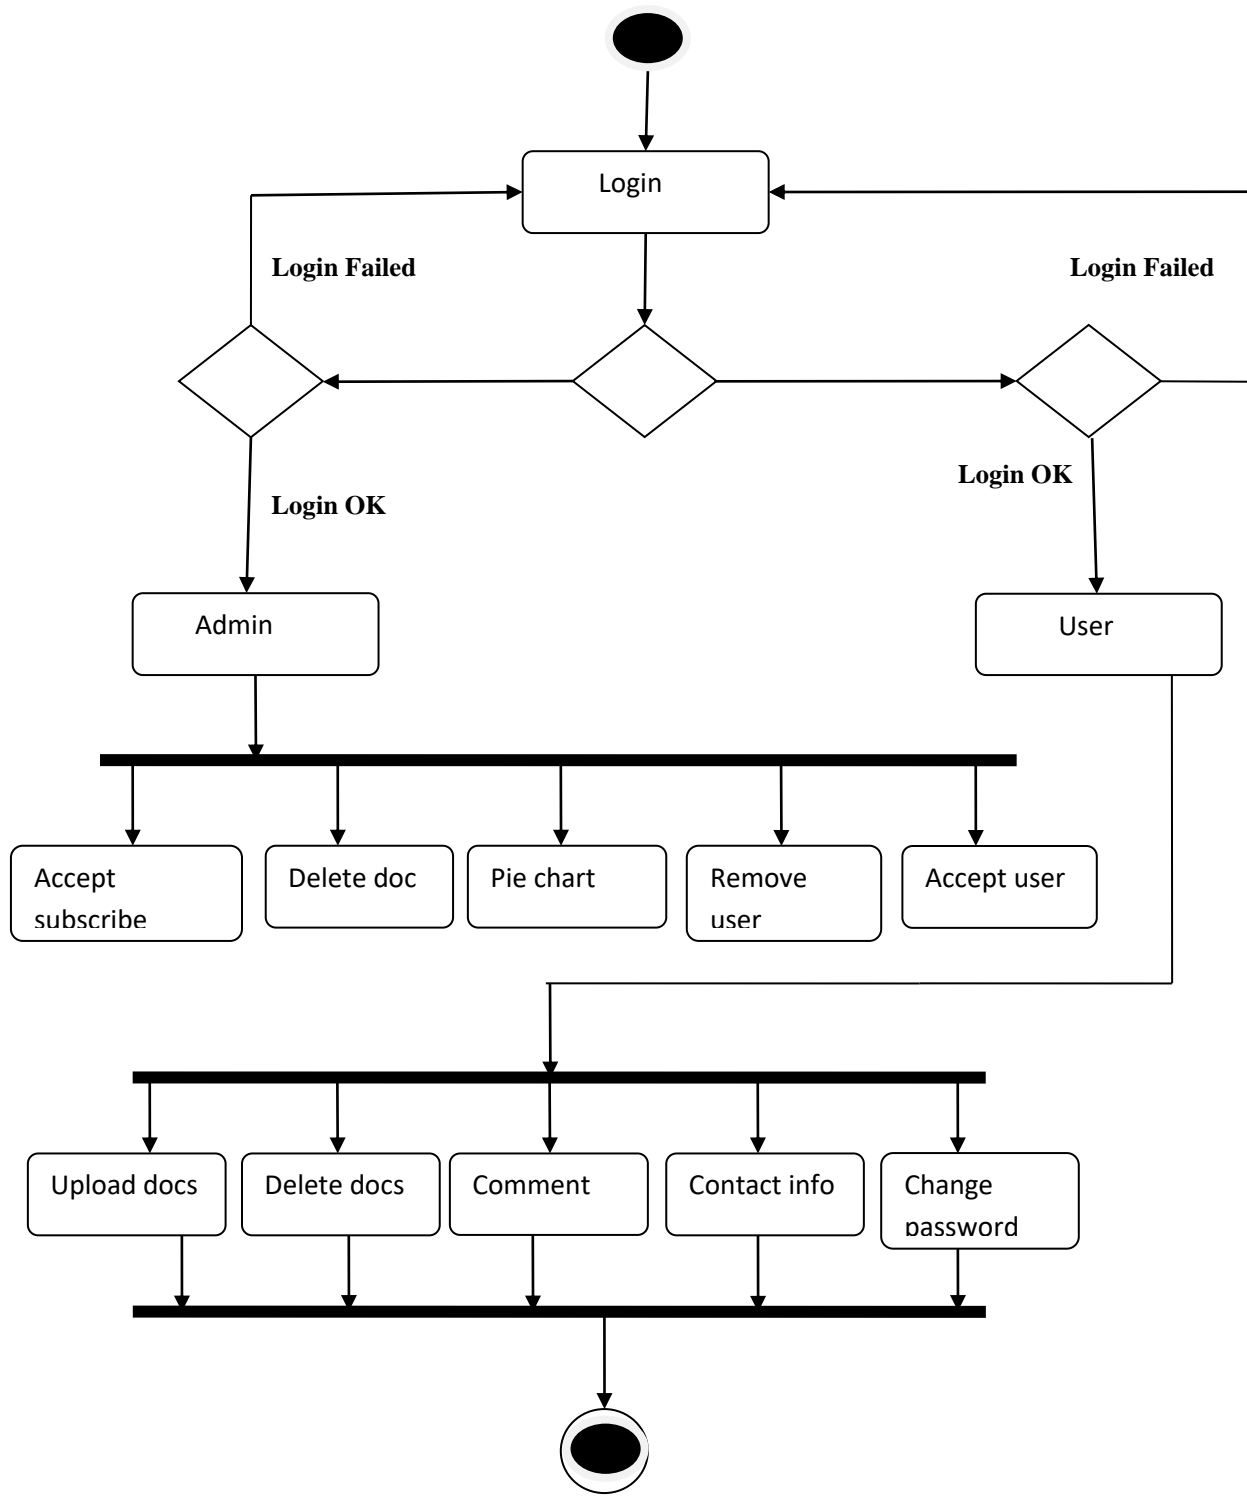 Login
Login Failed
Login Failed
Login OK
Login OK
Admin
User
Accept
subscribe
Delete doc
Pie chart
Remove
user
Accept user
Upload docs
Delete docs
Comment
Contact info
Change
password